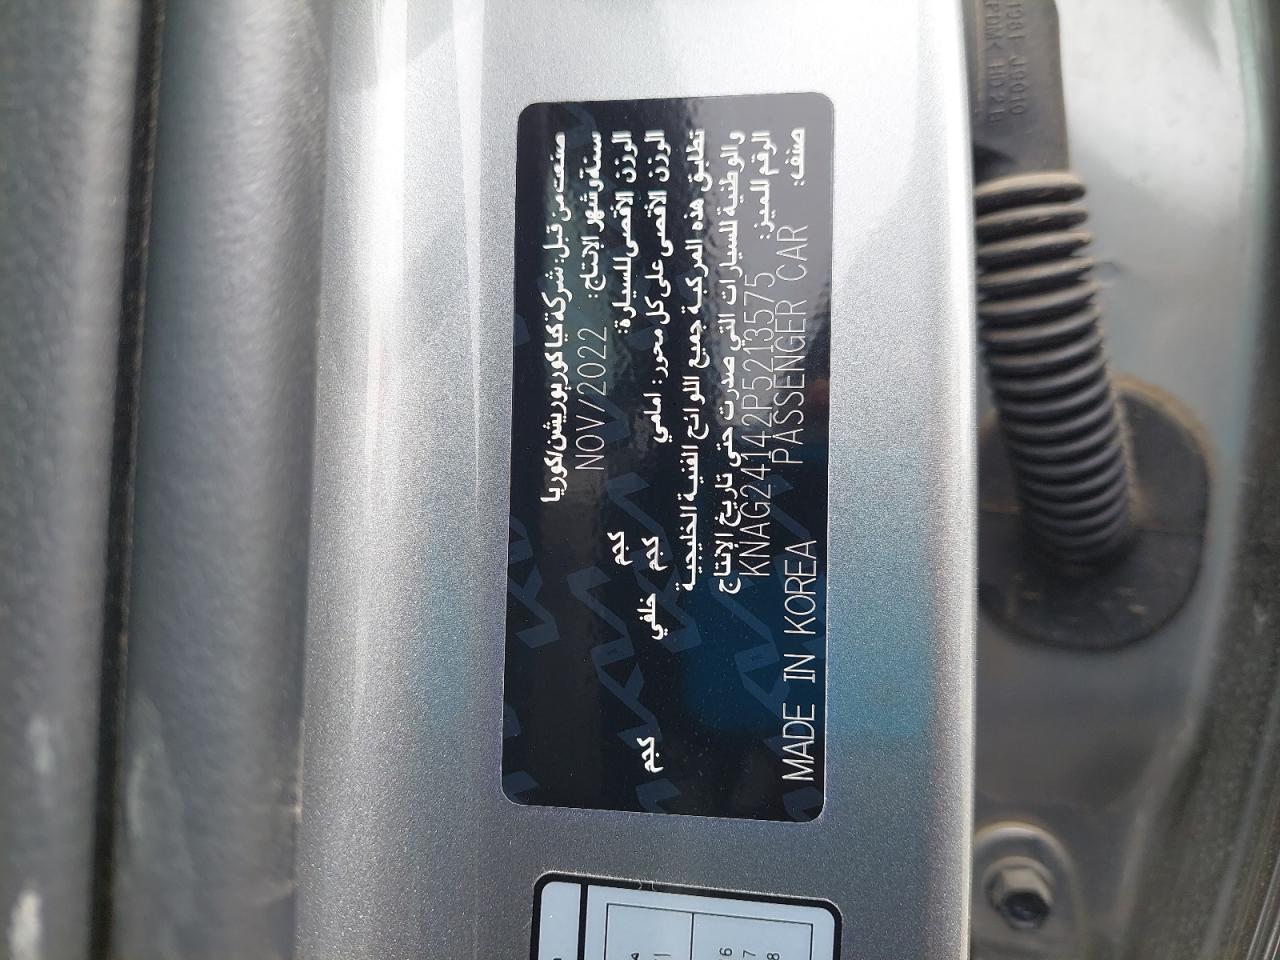 صنعت من قبل: شركة كيا كوربوريشن/كوريا
سنة وشهر الإنتاج: NOV/2022
الوزن الأقصى للسيارة: كجم
الوزن الأقصى على كل محور: امامي كجم خلفي كجم
تطابق هذه المركبة جميع اللوائح الفنية الخليجية
والوطنية للسيارات التي صدرت حتى تاريخ الإنتاج
الرقم المميز: KNAG24142P5213575
صنف: PASSENGER CAR MADE IN KOREA